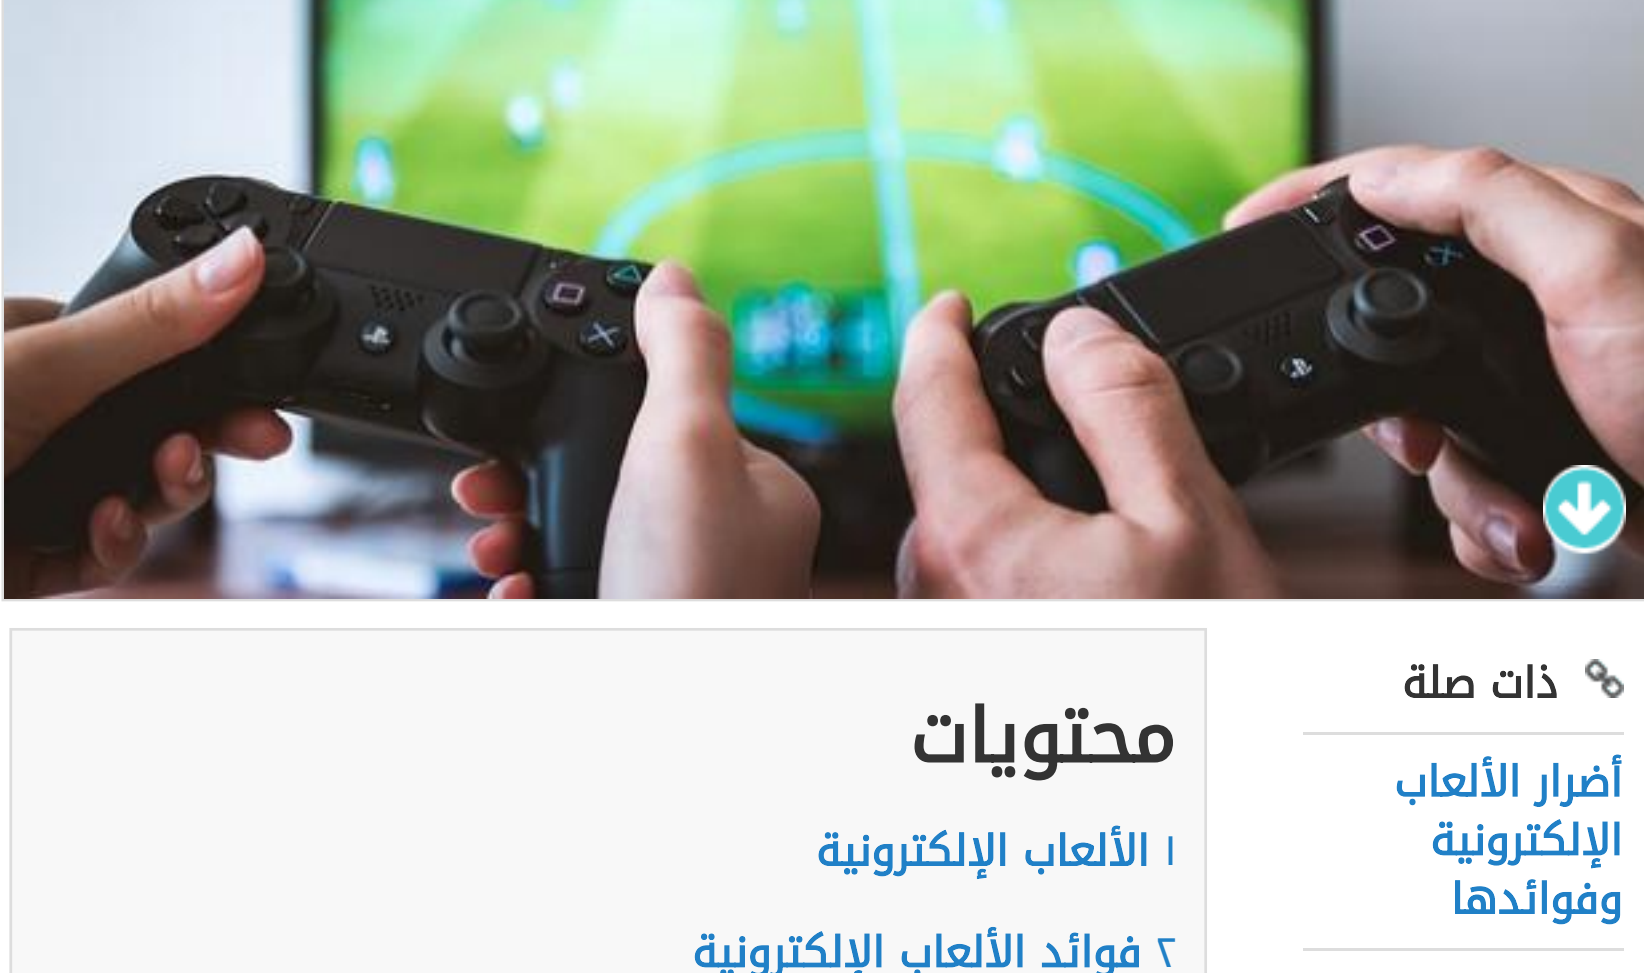 ذات صلة
أضرار الألعاب
الإلكترونية
وفوائدها
محتويات
١ الألعاب الإلكترونية
٢ فوائد الألعاب الإلكترونية